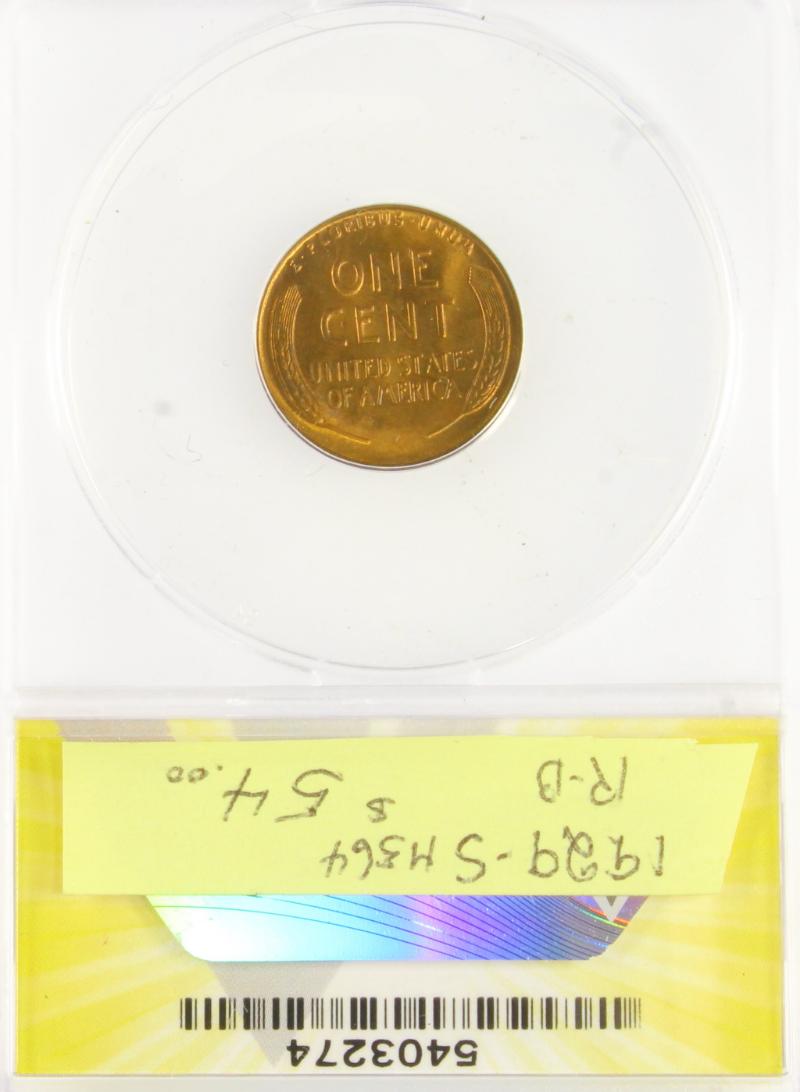 E·PLURIBUS·UNUM
ONE
CENT
UNITED STATES
OF AMERICA
1929-S MS64
R-B $54.00
5403274